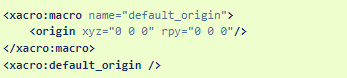 <xacro:macro name="default_origin">
    <origin xyz="0 0 0" rpy="0 0 0"/>
</xacro:macro>
<xacro:default_origin />